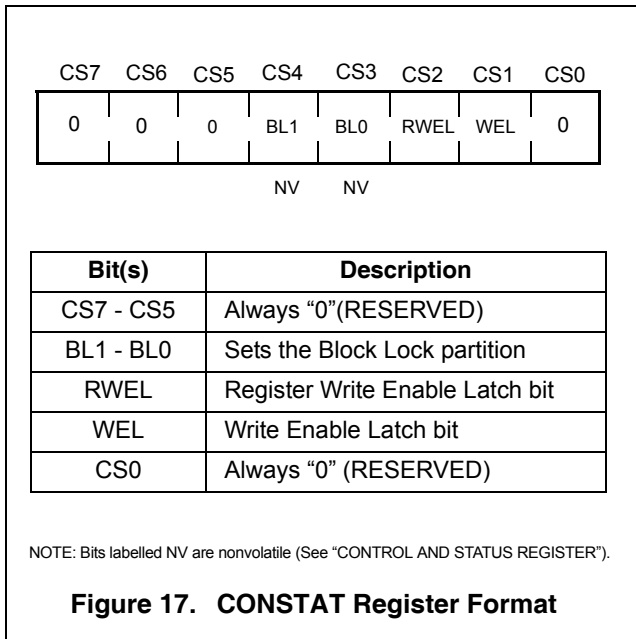 CS7 CS6 CS5 CS4 CS3 CS2 CS1 CS0
0 0 0 BL1 BL0 RWEL WEL 0
NV NV
Bit(s) Description
CS7 - CS5 Always “0”(RESERVED)
BL1 - BL0 Sets the Block Lock partition
RWEL Register Write Enable Latch bit
WEL Write Enable Latch bit
CS0 Always “0” (RESERVED)
NOTE: Bits labelled NV are nonvolatile (See “CONTROL AND STATUS REGISTER”).
Figure 17. CONSTAT Register Format